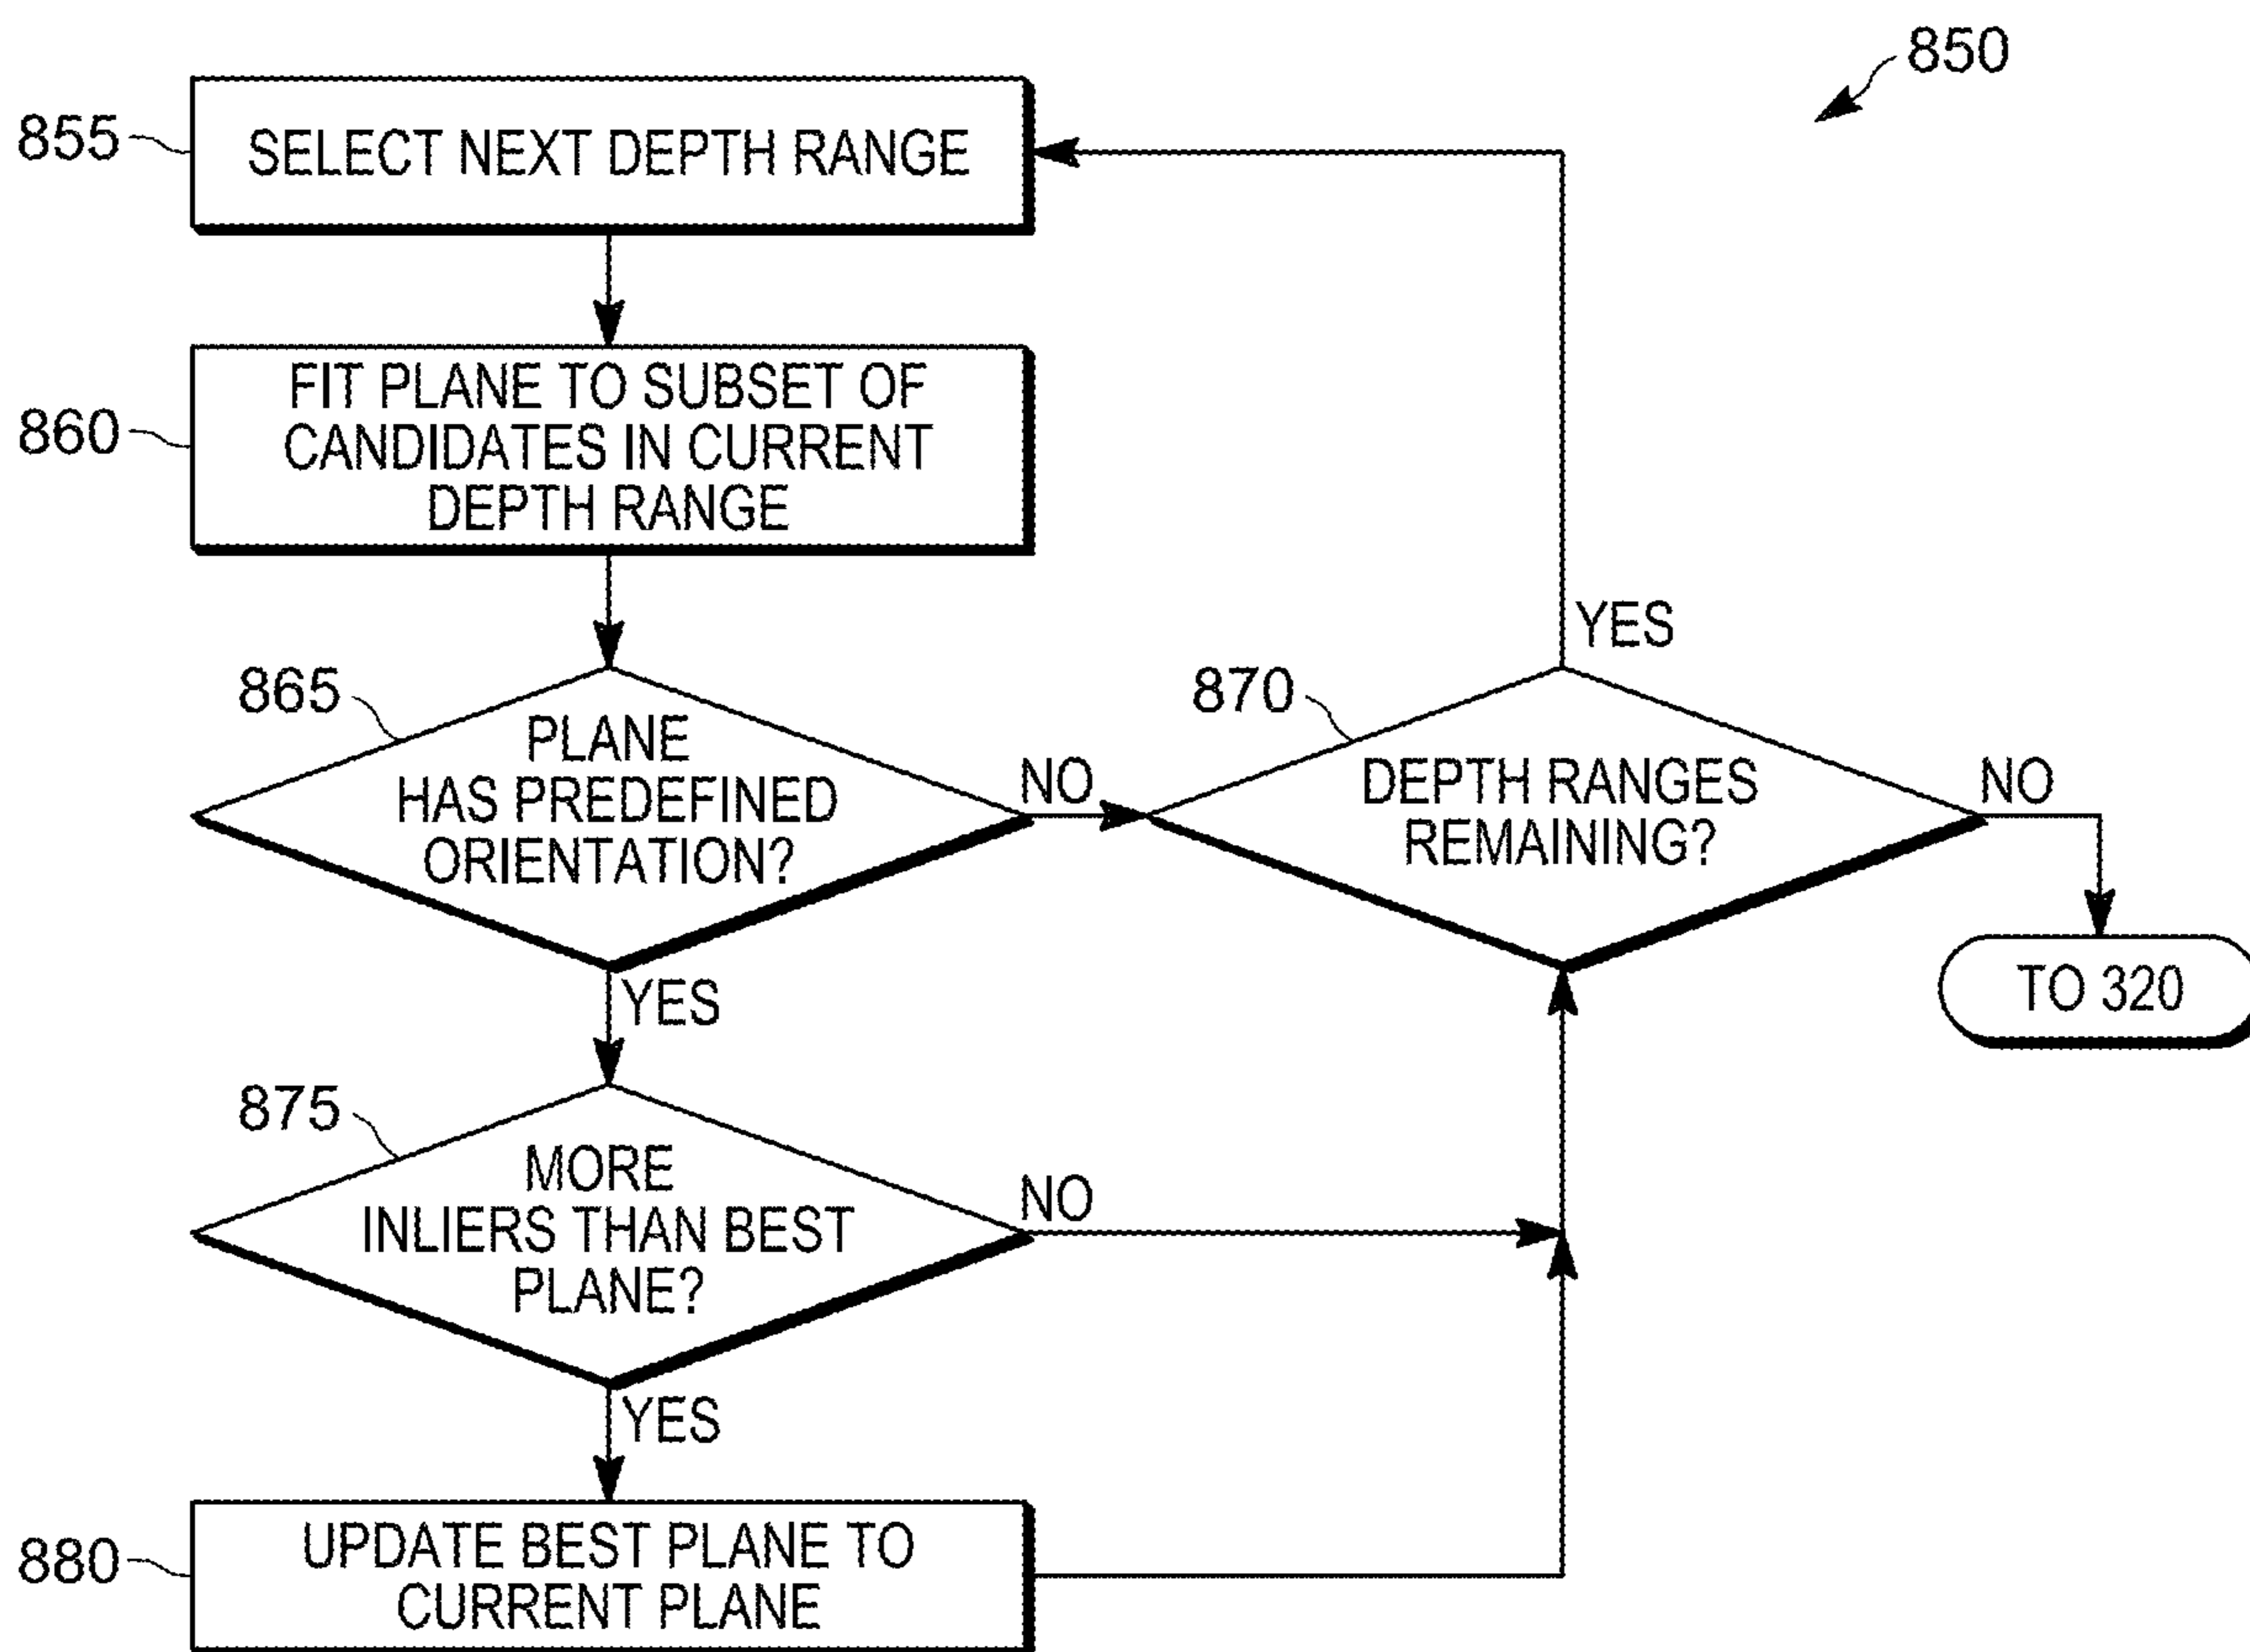 850
855
SELECT NEXT DEPTH RANGE
860
FIT PLANE TO SUBSET OF
CANDIDATES IN CURRENT
DEPTH RANGE
YES
865
PLANE
HAS PREDEFINED
ORIENTATION?
NO
870
DEPTH RANGES
REMAINING?
NO
TO 320
YES
875
MORE
INLIERS THAN BEST
PLANE?
NO
YES
880
UPDATE BEST PLANE TO
CURRENT PLANE